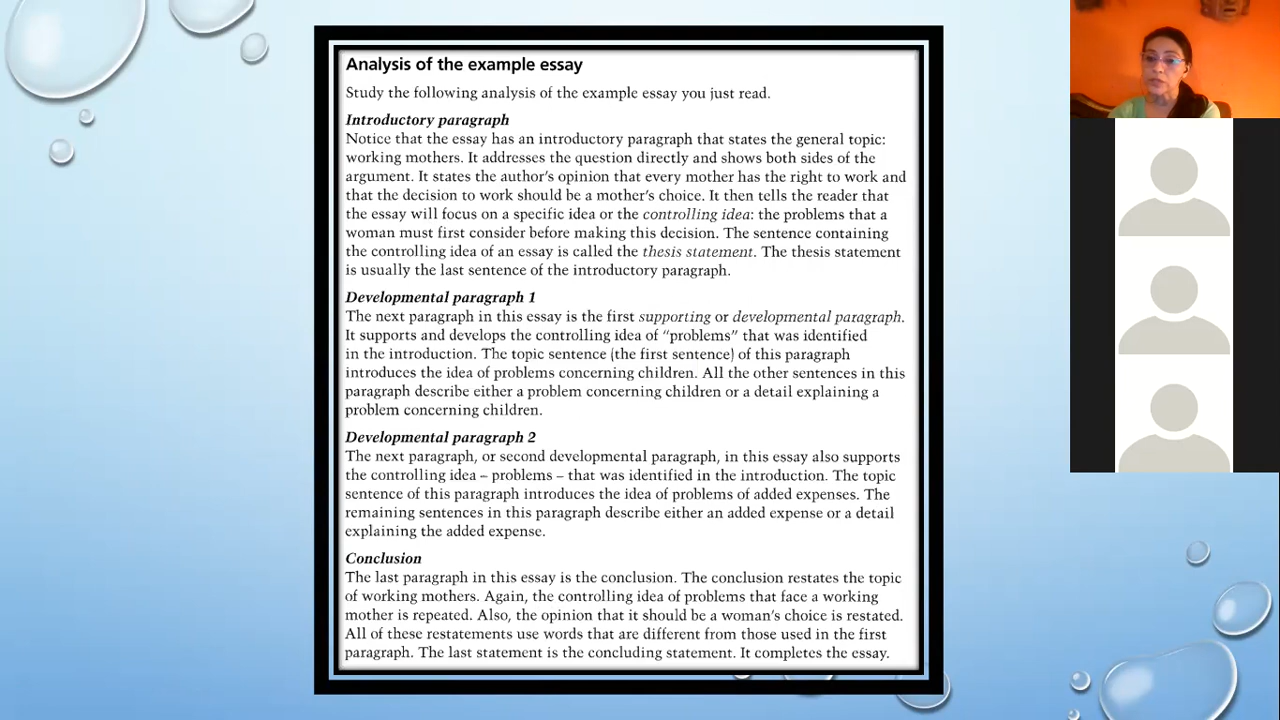 Analysis of the example essay
Study the following analysis of the example essay you just read.
Introductory paragraph
Notice that the essay has an introductory paragraph that states the general topic:
working mothers. It addresses the question directly and shows both sides of the
argument. It states the author's opinion that every mother has the right to work and
that the decision to work should be a mother's choice. It then tells the reader that
the essay will focus on a specific idea or the controlling idea: the problems that a
woman must first consider before making this decision. The sentence containing
the controlling idea of an essay is called the thesis statement. The thesis statement
is usually the last sentence of the introductory paragraph.
Developmental paragraph 1
The next paragraph in this essay is the first supporting or developmental paragraph.
It supports and develops the controlling idea of “problems” that was identified
in the introduction. The topic sentence (the first sentence) of this paragraph
introduces the idea of problems concerning children. All the other sentences in this
paragraph describe either a problem concerning children or a detail explaining a
problem concerning children.
Developmental paragraph 2
The next paragraph, or second developmental paragraph, in this essay also supports
the controlling idea – problems – that was identified in the introduction. The topic
sentence of this paragraph introduces the idea of problems of added expenses. The
remaining sentences in this paragraph describe either an added expense or a detail
explaining the added expense.
Conclusion
The last paragraph in this essay is the conclusion. The conclusion restates the topic
of working mothers. Again, the controlling idea of problems that face a working
mother is repeated. Also, the opinion that it should be a woman's choice is restated.
All of these restatements use words that are different from those used in the first
paragraph. The last statement is the concluding statement. It completes the essay.